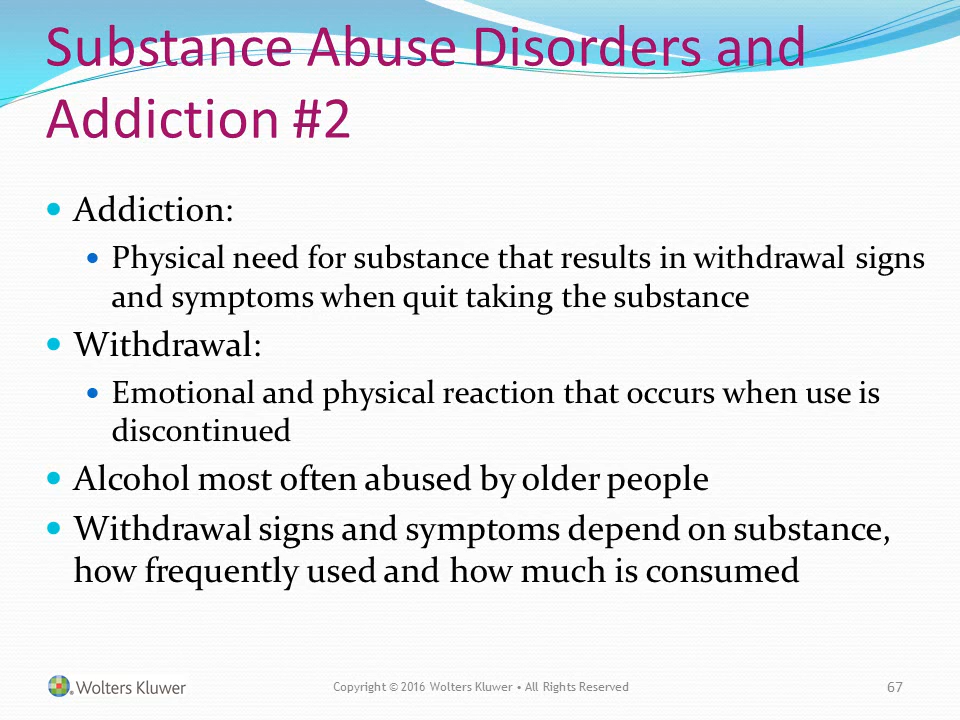 Substance Abuse Disorders and
Addiction #2
• Addiction:
• Physical need for substance that results in withdrawal signs
and symptoms when quit taking the substance
• Withdrawal:
• Emotional and physical reaction that occurs when use is
discontinued
• Alcohol most often abused by older people
• Withdrawal signs and symptoms depend on substance,
how frequently used and how much is consumed
Wolters Kluwer
Copyright © 2016 Wolters Kluwer • All Rights Reserved
67